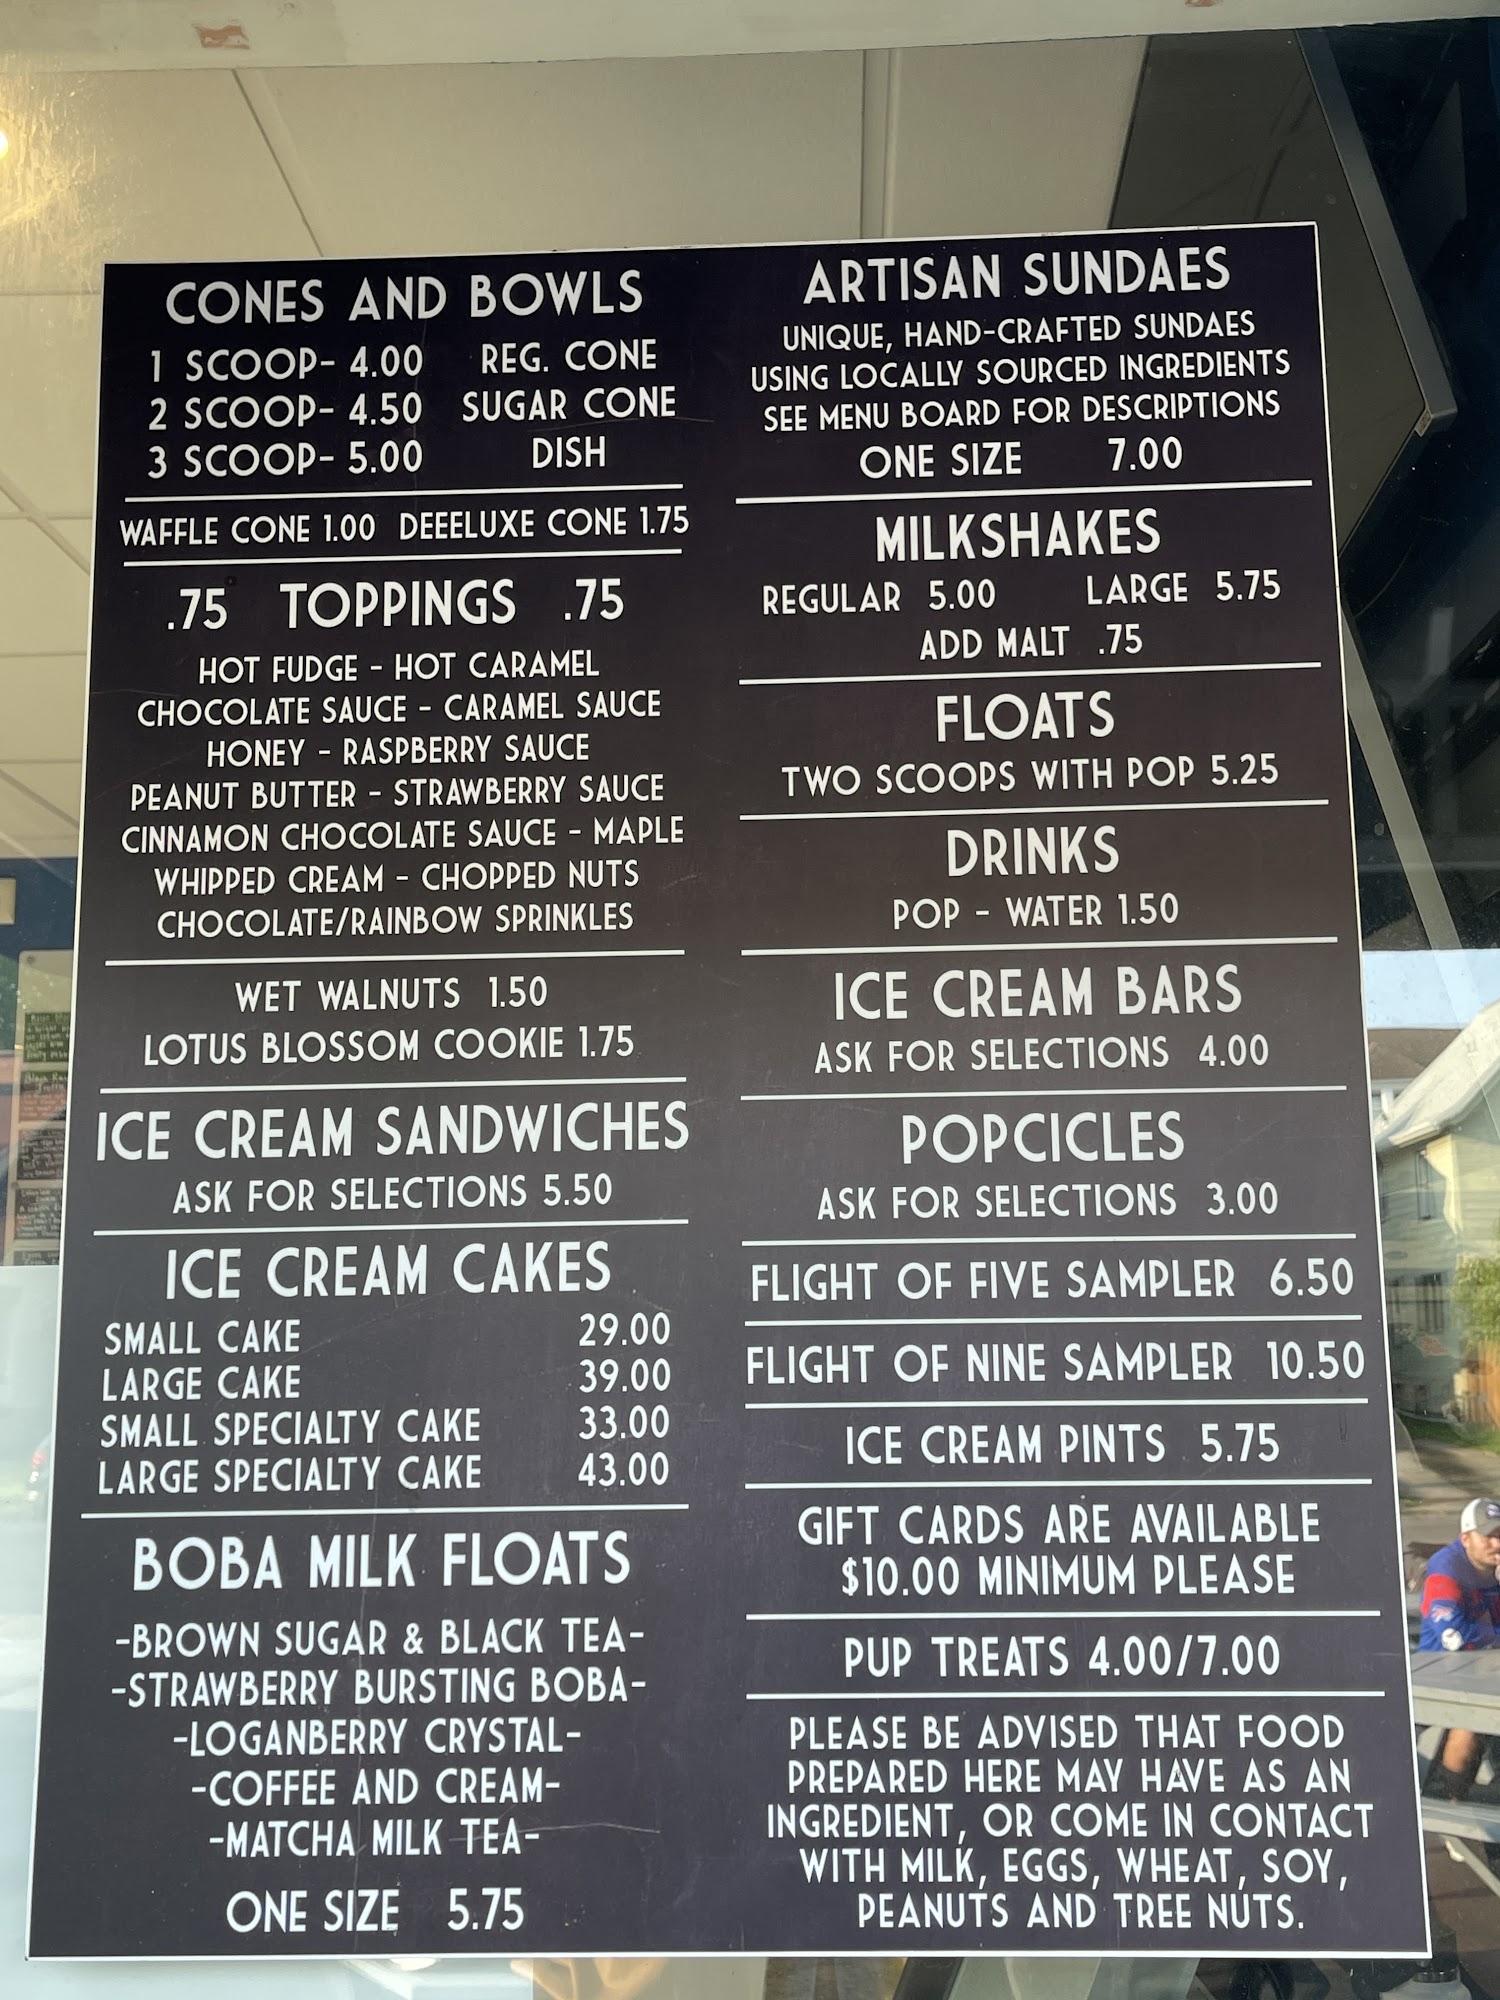 CONES AND BOWLS
1 SCOOP- 4.00 REG. CONE
2 SCOOP- 4.50 SUGAR CONE
3 SCOOP- 5.00 DISH
WAFFLE CONE 1.00 DEEELUXE CONE 1.75
.75 TOPPINGS .75
HOT FUDGE - HOT CARAMEL
CHOCOLATE SAUCE - CARAMEL SAUCE
HONEY - RASPBERRY SAUCE
PEANUT BUTTER - STRAWBERRY SAUCE
CINNAMON CHOCOLATE SAUCE - MAPLE
WHIPPED CREAM - CHOPPED NUTS
CHOCOLATE/RAINBOW SPRINKLES
WET WALNUTS 1.50
LOTUS BLOSSOM COOKIE 1.75
ICE CREAM SANDWICHES
ASK FOR SELECTIONS 5.50
ICE CREAM CAKES
SMALL CAKE 29.00
LARGE CAKE 39.00
SMALL SPECIALTY CAKE 33.00
LARGE SPECIALTY CAKE 43.00
BOBA MILK FLOATS
-BROWN SUGAR & BLACK TEA-
-STRAWBERRY BURSTING BOBA-
-LOGANBERRY CRYSTAL-
-COFFEE AND CREAM-
-MATCHA MILK TEA-
ONE SIZE 5.75
ARTISAN SUNDAES
UNIQUE, HAND-CRAFTED SUNDAES
USING LOCALLY SOURCED INGREDIENTS
SEE MENU BOARD FOR DESCRIPTIONS
ONE SIZE 7.00
MILKSHAKES
REGULAR 5.00 LARGE 5.75
ADD MALT .75
FLOATS
TWO SCOOPS WITH POP 5.25
DRINKS
POP - WATER 1.50
ICE CREAM BARS
ASK FOR SELECTIONS 4.00
POPCICLES
ASK FOR SELECTIONS 3.00
FLIGHT OF FIVE SAMPLER 6.50
FLIGHT OF NINE SAMPLER 10.50
ICE CREAM PINTS 5.75
GIFT CARDS ARE AVAILABLE
$10.00 MINIMUM PLEASE
PUP TREATS 4.00/7.00
PLEASE BE ADVISED THAT FOOD
PREPARED HERE MAY HAVE AS AN
INGREDIENT, OR COME IN CONTACT
WITH MILK, EGGS, WHEAT, SOY,
PEANUTS AND TREE NUTS.